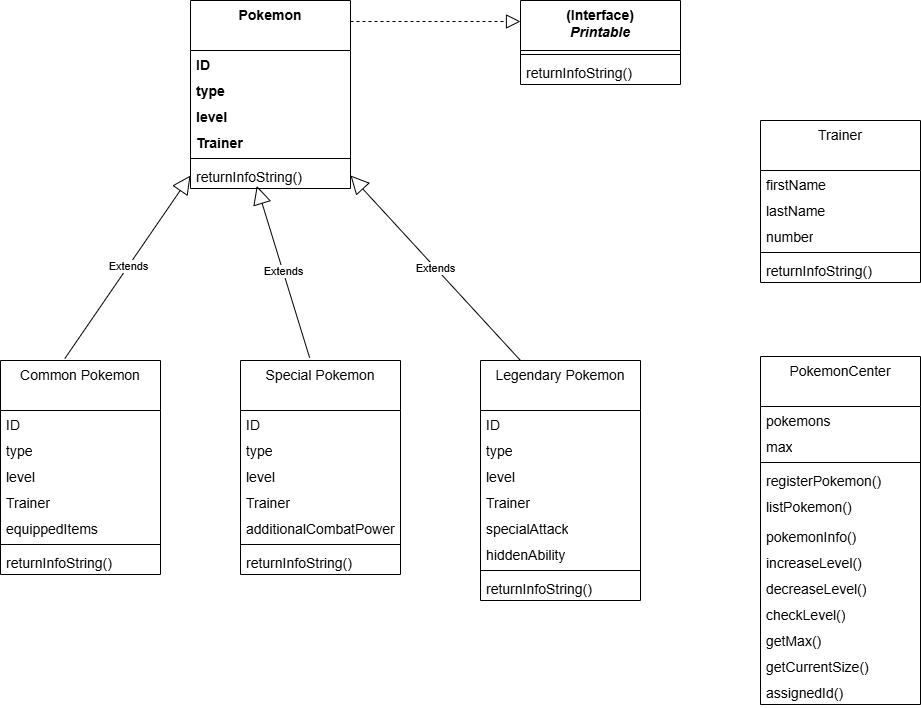 Pokemon
ID
type
level
Trainer
returnInfoString()
(Interface)
Printable
returnInfoString()
Trainer
firstName
lastName
number
returnInfoString()
Extends
Extends
Extends
Common Pokemon
ID
type
level
Trainer
equippedItems
returnInfoString()
Special Pokemon
ID
type
level
Trainer
additionalCombatPower
returnInfoString()
Legendary Pokemon
ID
type
level
Trainer
specialAttack
hiddenAbility
returnInfoString()
PokemonCenter
pokemons
max
registerPokemon()
listPokemon()
pokemonInfo()
increaseLevel()
decreaseLevel()
checkLevel()
getMax()
getCurrentSize()
assignedId()